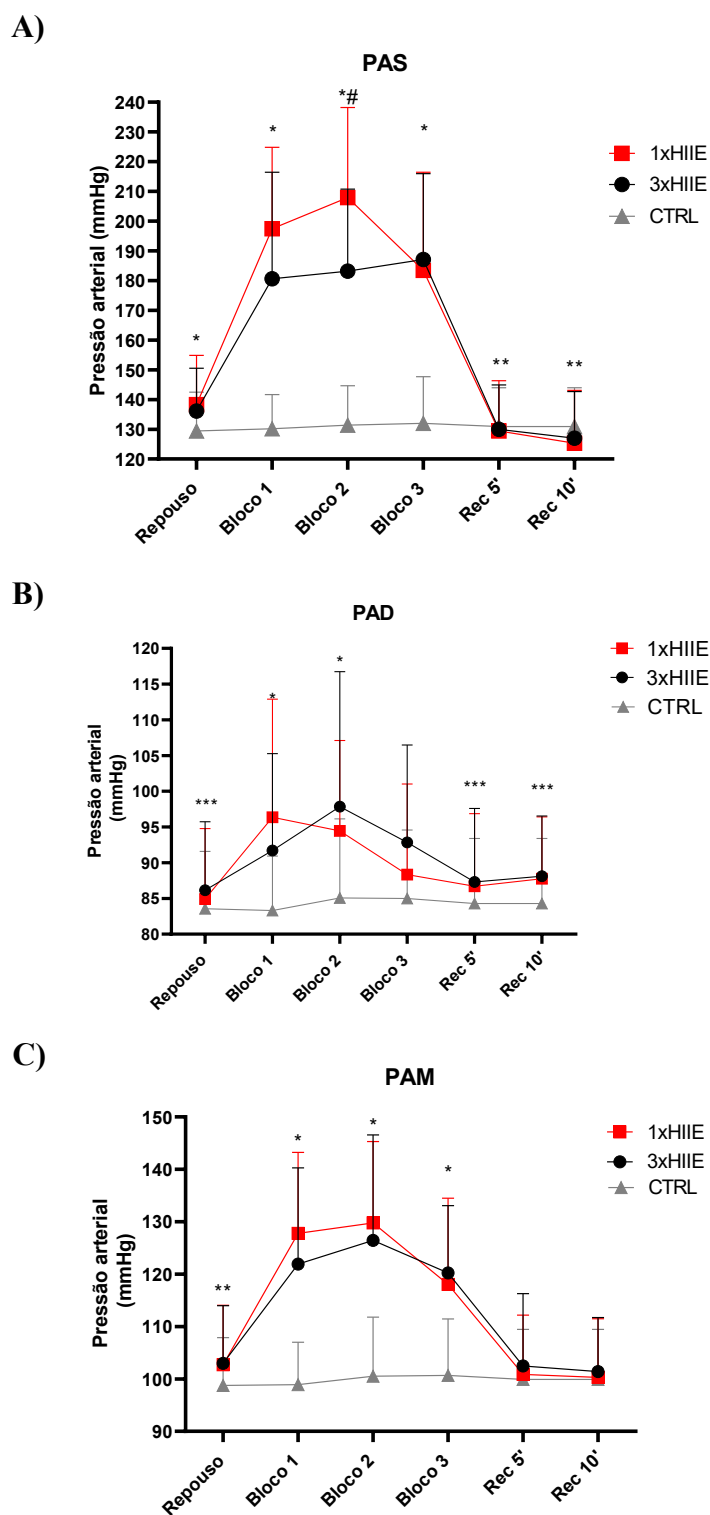 A)
PAS
*#
*
*
240
230
220
210
200
190
180
170
160
150
140
130
120
Pressão arterial (mmHg)
*
**
**
1xHIIE
3xHIIE
CTRL
Repouso
Bloco 1
Bloco 2
Bloco 3
Rec 5'
Rec 10'
B)
PAD
120
115
110
105
100
95
90
85
80
Pressão arterial
(mmHg)
***
*
*
***
***
1xHIIE
3xHIIE
CTRL
Repouso
Bloco 1
Bloco 2
Bloco 3
Rec 5'
Rec 10'
C)
PAM
150
140
130
120
110
100
90
Pressão arterial
(mmHg)
**
*
*
*
1xHIIE
3xHIIE
CTRL
Repouso
Bloco 1
Bloco 2
Bloco 3
Rec 5'
Rec 10'